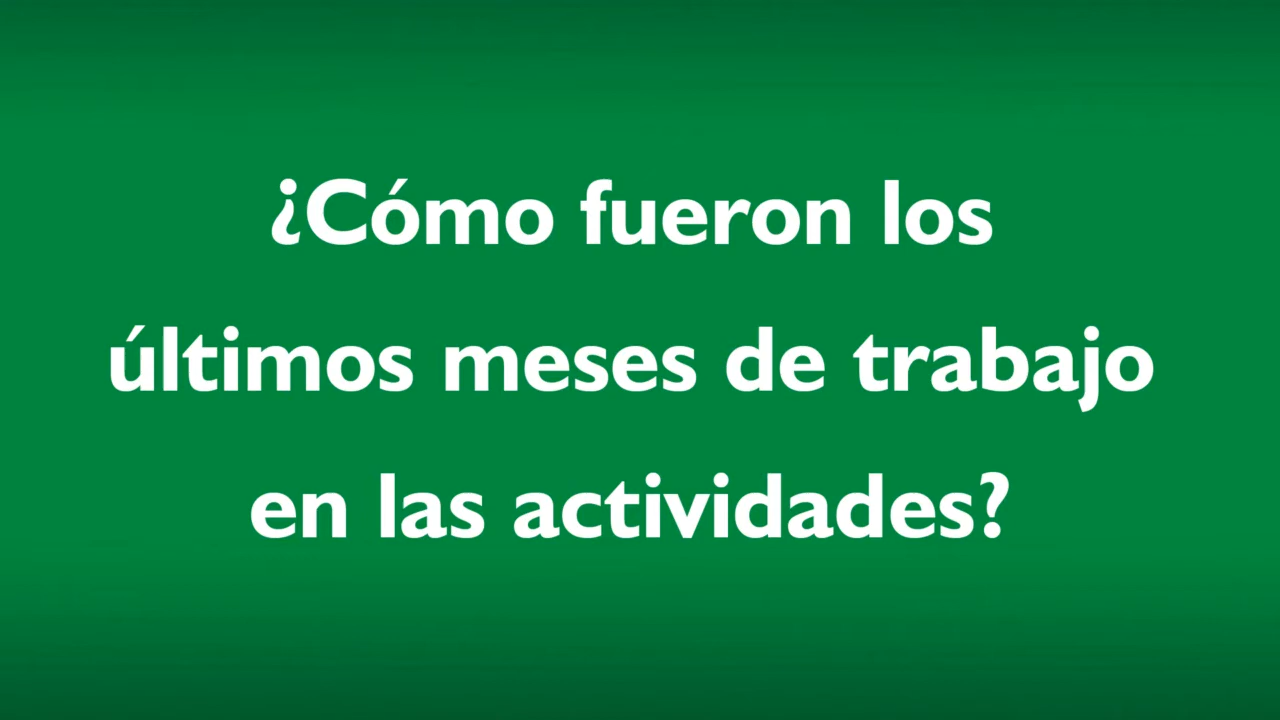 ¿Cómo fueron los
últimos meses de trabajo
en las actividades?